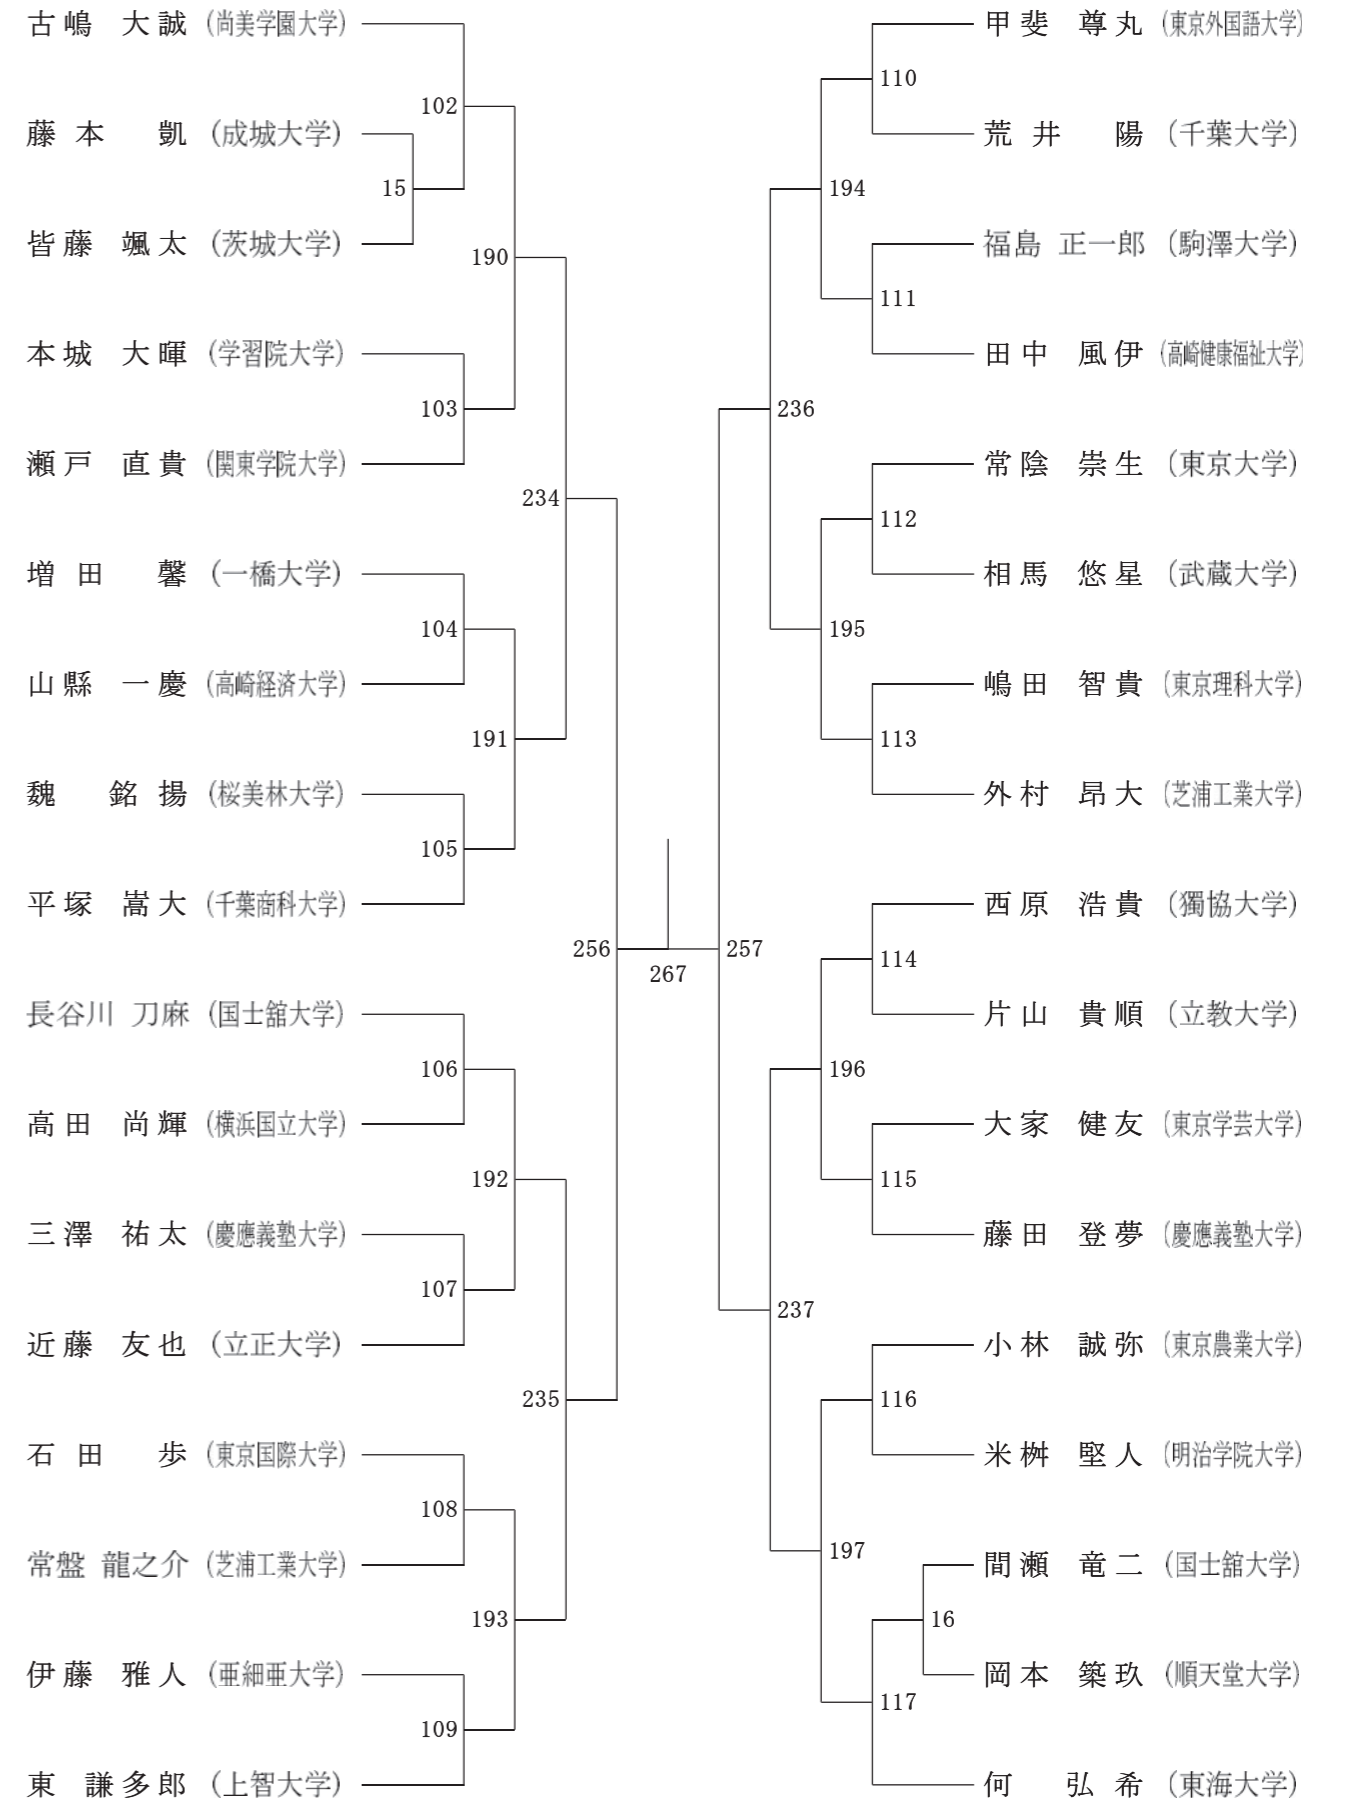 古嶋 大誠 (尚美学園大学)
102
藤本 凱 (成城大学)
15
皆藤 颯太 (茨城大学)
190
本城 大暉 (学習院大学)
103
瀬戸 直貴 (関東学院大学)
234
増田 馨 (一橋大学)
104
山縣 一慶 (高崎経済大学)
191
魏 銘揚 (桜美林大学)
105
平塚 嵩大 (千葉商科大学)
256
長谷川 刀麻 (国士舘大学)
106
高田 尚輝 (横浜国立大学)
192
三澤 祐太 (慶應義塾大学)
107
近藤 友也 (立正大学)
235
石田 歩 (東京国際大学)
108
常盤 龍之介 (芝浦工業大学)
193
伊藤 雅人 (亜細亜大学)
109
東 謙多郎 (上智大学)
267
甲斐 尊丸 (東京外国語大学)
110
荒井 陽 (千葉大学)
194
福島 正一郎 (駒澤大学)
111
田中 風伊 (高崎健康福祉大学)
236
常陰 崇生 (東京大学)
112
相馬 悠星 (武蔵大学)
195
嶋田 智貴 (東京理科大学)
113
外村 昂大 (芝浦工業大学)
257
西原 浩貴 (獨協大学)
114
片山 貴順 (立教大学)
196
大家 健友 (東京学芸大学)
115
藤田 登夢 (慶應義塾大学)
237
小林 誠弥 (東京農業大学)
116
米桝 堅人 (明治学院大学)
197
間瀬 竜二 (国士舘大学)
16
岡本 築玖 (順天堂大学)
117
何 弘希 (東海大学)